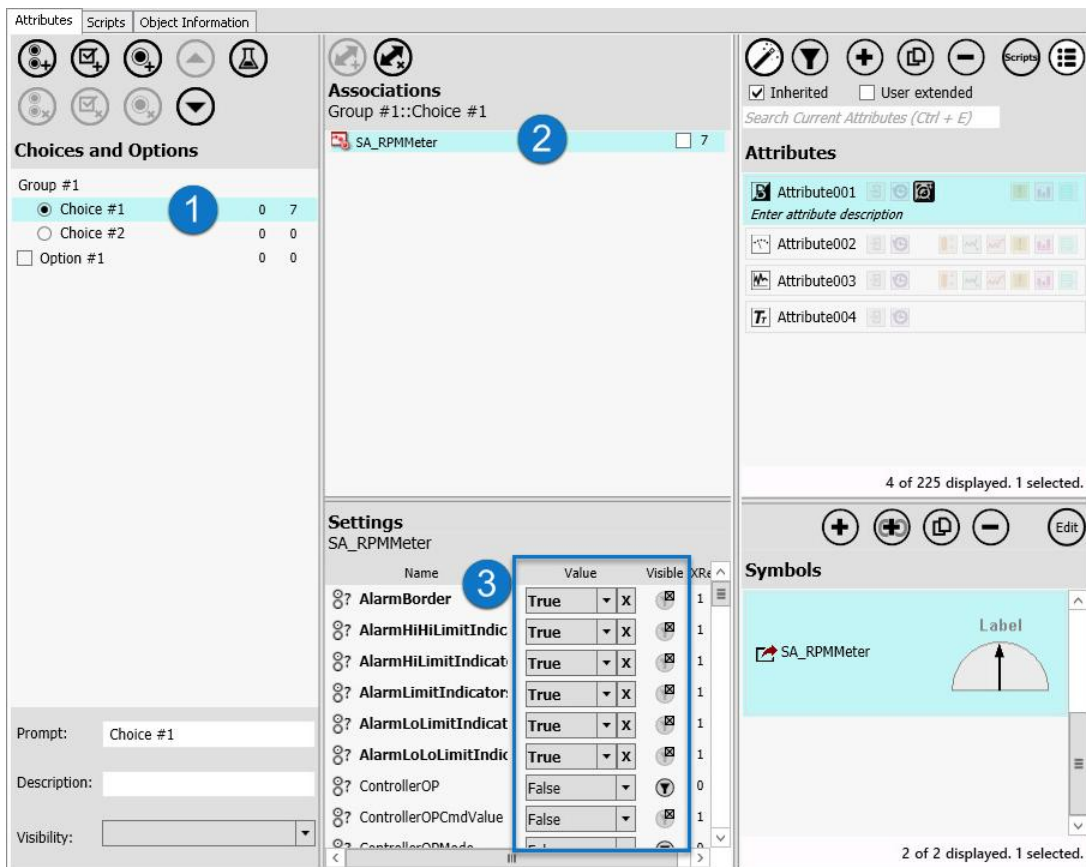 Attributes Scripts Object Information
Choices and Options
Group #1
Choice #1 1 0 7
Choice #2 0 0
Option #1 0 0
Prompt: Choice #1
Description:
Visibility:
Associations
Group #1::Choice #1
SA_RPMMeter 2 7
Settings
SA_RPMMeter
Name 3 Value Visible XRe
AlarmBorder True X 1
AlarmHiHiLimitIndic True X 1
AlarmHiLimitIndicat True X 1
AlarmLimitIndicator: True X 1
AlarmLoLimitIndicat True X 1
AlarmLoLoLimitIndic True X 1
ControllerOP False 0
ControllerOPCmdValue False 1
Scripts
Inherited User extended
Search Current Attributes (Ctrl + E)
Attributes
Attribute001
Enter attribute description
Attribute002
Attribute003
Attribute004
4 of 225 displayed. 1 selected.
Edit
Symbols
Label
SA_RPMMeter
2 of 2 displayed. 1 selected.